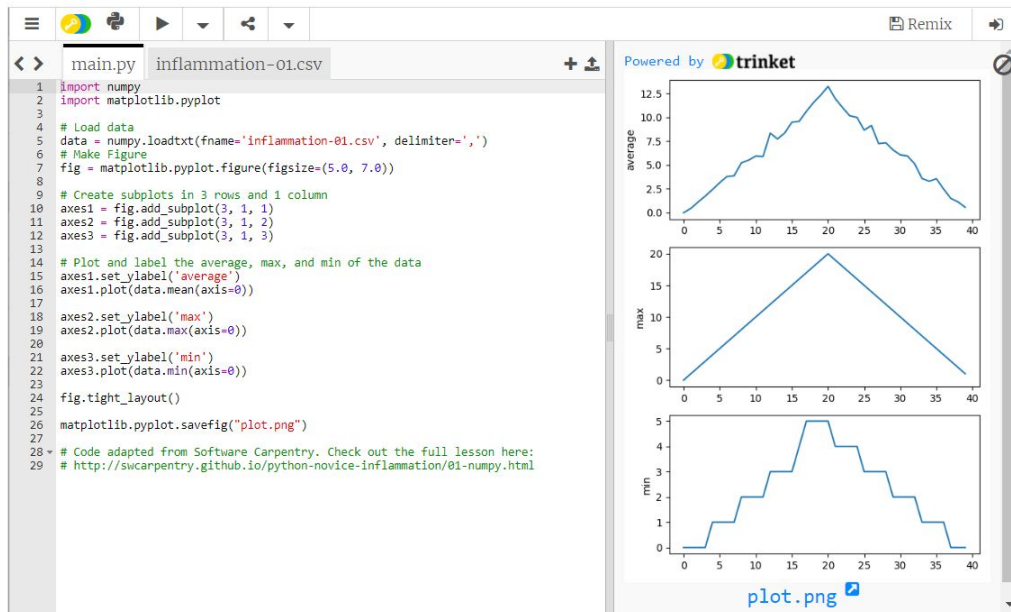 Remix
main.py inflammation-01.csv
1 import numpy
2 import matplotlib.pyplot
3
4 # Load data
5 data = numpy.loadtxt(fname='inflammation-01.csv', delimiter=',')
6 # Make Figure
7 fig = matplotlib.pyplot.figure(figsize=(5.0, 7.0))
8
9 # Create subplots in 3 rows and 1 column
10 axes1 = fig.add_subplot(3, 1, 1)
11 axes2 = fig.add_subplot(3, 1, 2)
12 axes3 = fig.add_subplot(3, 1, 3)
13
14 # Plot and label the average, max, and min of the data
15 axes1.set_ylabel('average')
16 axes1.plot(data.mean(axis=0))
17
18 axes2.set_ylabel('max')
19 axes2.plot(data.max(axis=0))
20
21 axes3.set_ylabel('min')
22 axes3.plot(data.min(axis=0))
23
24 fig.tight_layout()
25
26 matplotlib.pyplot.savefig("plot.png")
27
28 # Code adapted from Software Carpentry. Check out the full lesson here:
29 # http://swcarpentry.github.io/python-novice-inflammation/01-numpy.html
Powered by trinket
average
12.5
10.0
7.5
5.0
2.5
0.0
0 5 10 15 20 25 30 35 40
max
20
15
10
5
0
0 5 10 15 20 25 30 35 40
min
5
4
3
2
1
0
0 5 10 15 20 25 30 35 40
plot.png